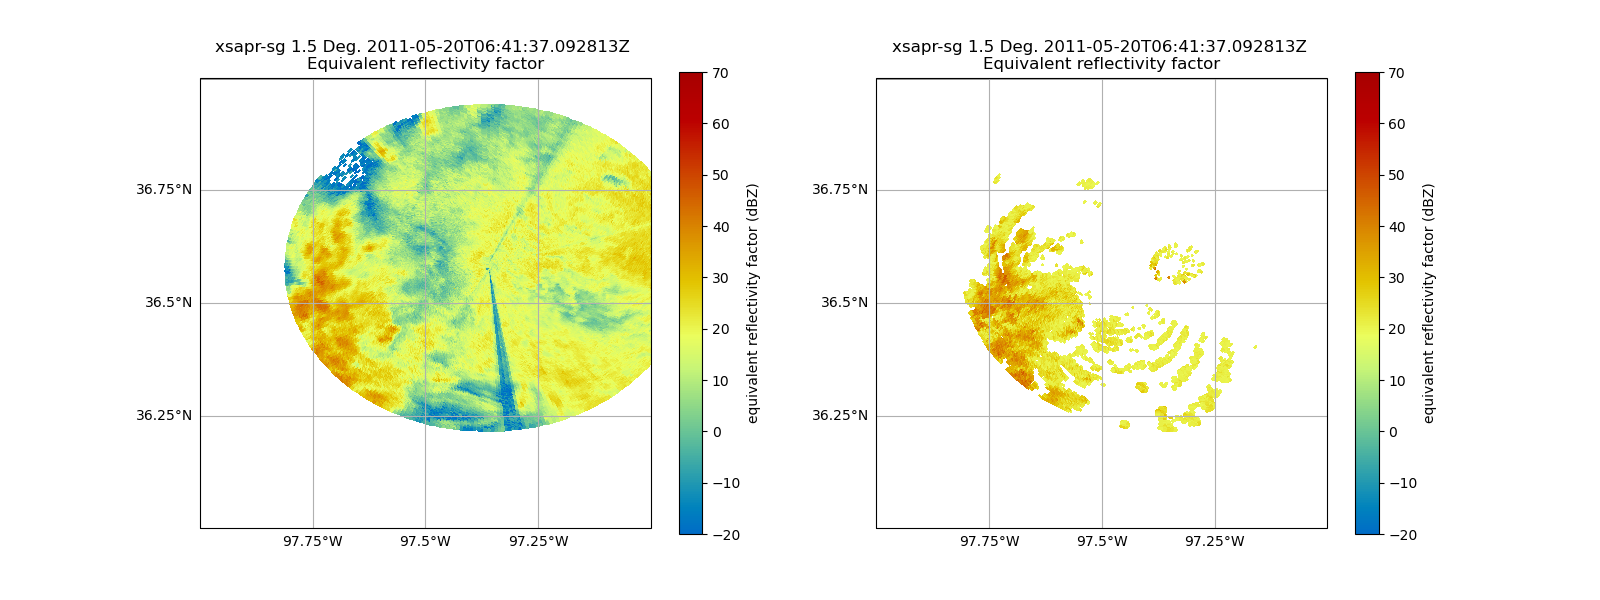 xsapr-sg 1.5 Deg. 2011-05-20T06:41:37.092813Z
Equivalent reflectivity factor
36.75°N
36.5°N
36.25°N
97.75°W
97.5°W
97.25°W
70
60
50
40
30
20
10
0
−10
−20
equivalent reflectivity factor (dBZ)
xsapr-sg 1.5 Deg. 2011-05-20T06:41:37.092813Z
Equivalent reflectivity factor
36.75°N
36.5°N
36.25°N
97.75°W
97.5°W
97.25°W
70
60
50
40
30
20
10
0
−10
−20
equivalent reflectivity factor (dBZ)